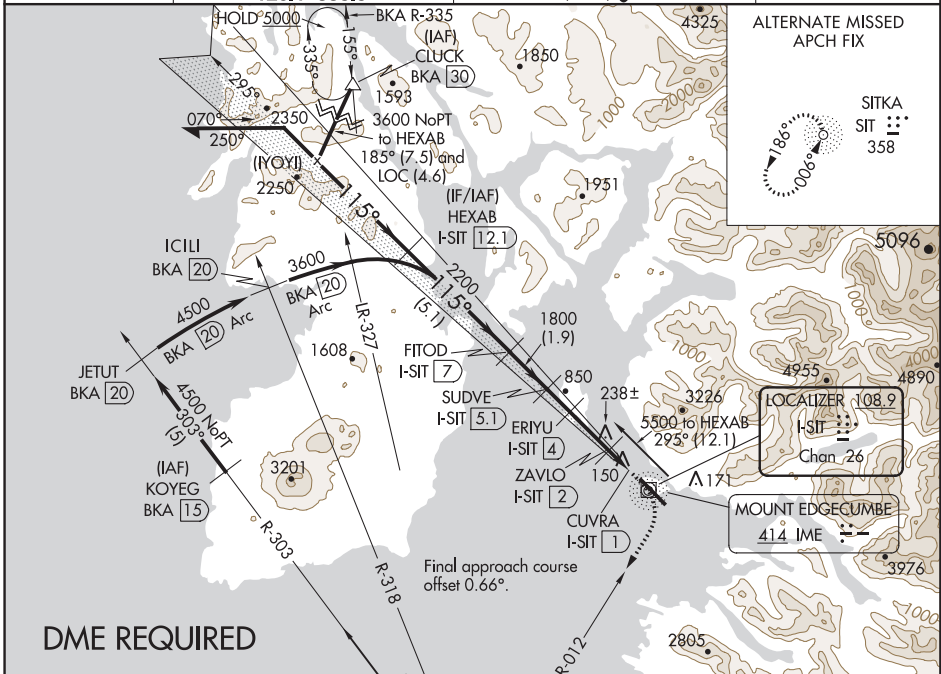 HOLD 5000
BKA R-335
(IAF)
CLUCK
BKA 30
155°
335°
295°
1593
1850
4325
2000
1000
ALTERNATE MISSED
APCH FIX
SITKA
SIT
358
186°
006°
070°
250°
2350
(IYOYI)
2250
3600 NoPT
to HEXAB
185° (7.5) and
LOC (4.6)
115°
1951
(IF/IAF)
HEXAB
I-SIT 12.1
5096
1000
ICILI
BKA 20
3600
BKA 20
Arc
4500
BKA 20 Arc
LR-327
2200
115°
(5.1)
1800
(1.9)
FITOD
I-SIT 7
1608
JETUT
BKA 20
850
SUDVE
I-SIT 5.1
238±
1000
3226
4955
4000
4890
4500 NoPT
303°
(5)
ERIYU
I-SIT 4
5500 to HEXAB
295° (12.1)
LOCALIZER 108.9
I-SIT
Chan 26
(IAF)
KOYEG
BKA 15
3201
ZAVLO
I-SIT 2
150
171
CUVRA
I-SIT 1
MOUNT EDGECUMBE
414 IME
R-303
R-318
Final approach course
offset 0.66°.
3976
1000
DME REQUIRED
R-012
2805